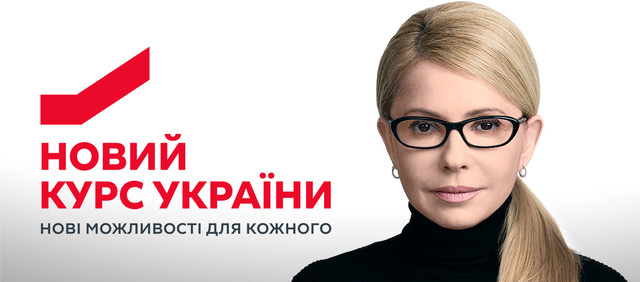 НОВИЙ
КУРС УКРАЇНИ
НОВІ МОЖЛИВОСТІ ДЛЯ КОЖНОГО